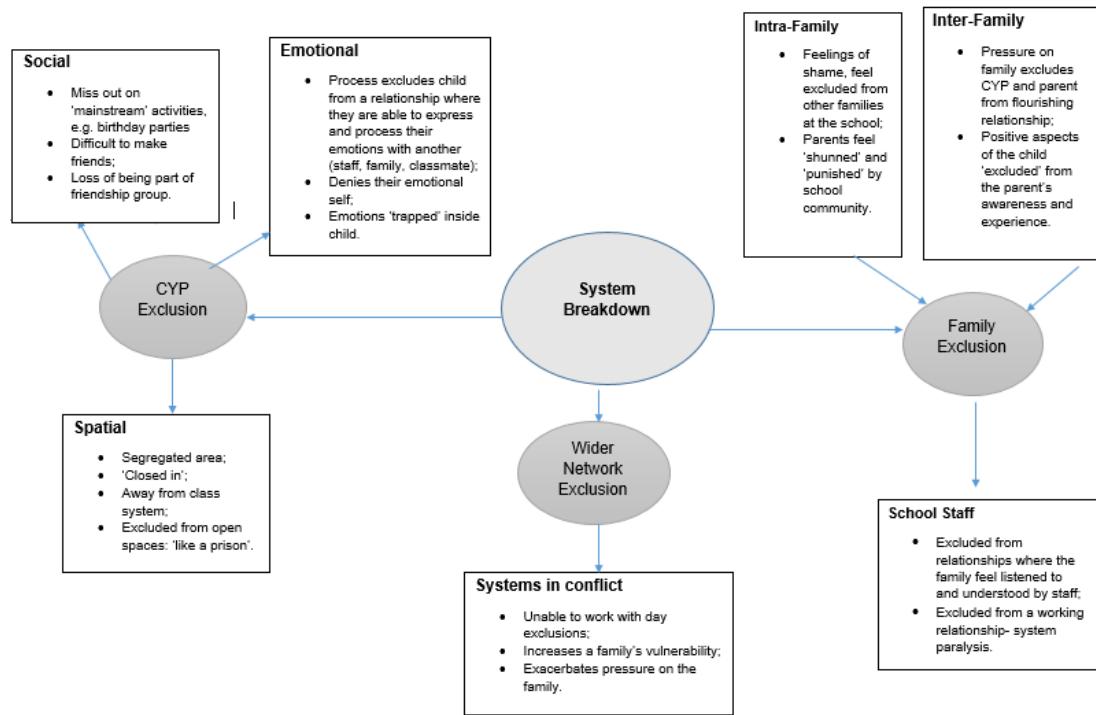 Social
• Miss out on
‘mainstream’ activities,
e.g. birthday parties
• Difficult to make
friends;
• Loss of being part of
friendship group.
Emotional
• Process excludes child
from a relationship where
they are able to express
and process their
emotions with another
(staff, family, classmate);
• Denies their emotional
self;
• Emotions ‘trapped’ inside
child.
Intra-Family
• Feelings of
shame, feel
excluded from
other families
at the school;
• Parents feel
‘shunned’ and
‘punished’ by
school
community.
Inter-Family
• Pressure on
family excludes
CYP and parent
from flourishing
relationship;
• Positive aspects
of the child
‘excluded’ from
the parent’s
awareness and
experience.
CYP
Exclusion
System
Breakdown
Family
Exclusion
Spatial
• Segregated area;
• ‘Closed in’;
• Away from class
system;
• Excluded from open
spaces: ‘like a prison’.
Wider
Network
Exclusion
Systems in conflict
• Unable to work with day
exclusions;
• Increases a family’s vulnerability;
• Exacerbates pressure on the
family.
School Staff
• Excluded from
relationships where the
family feel listened to
and understood by staff;
• Excluded from a working
relationship- system
paralysis.